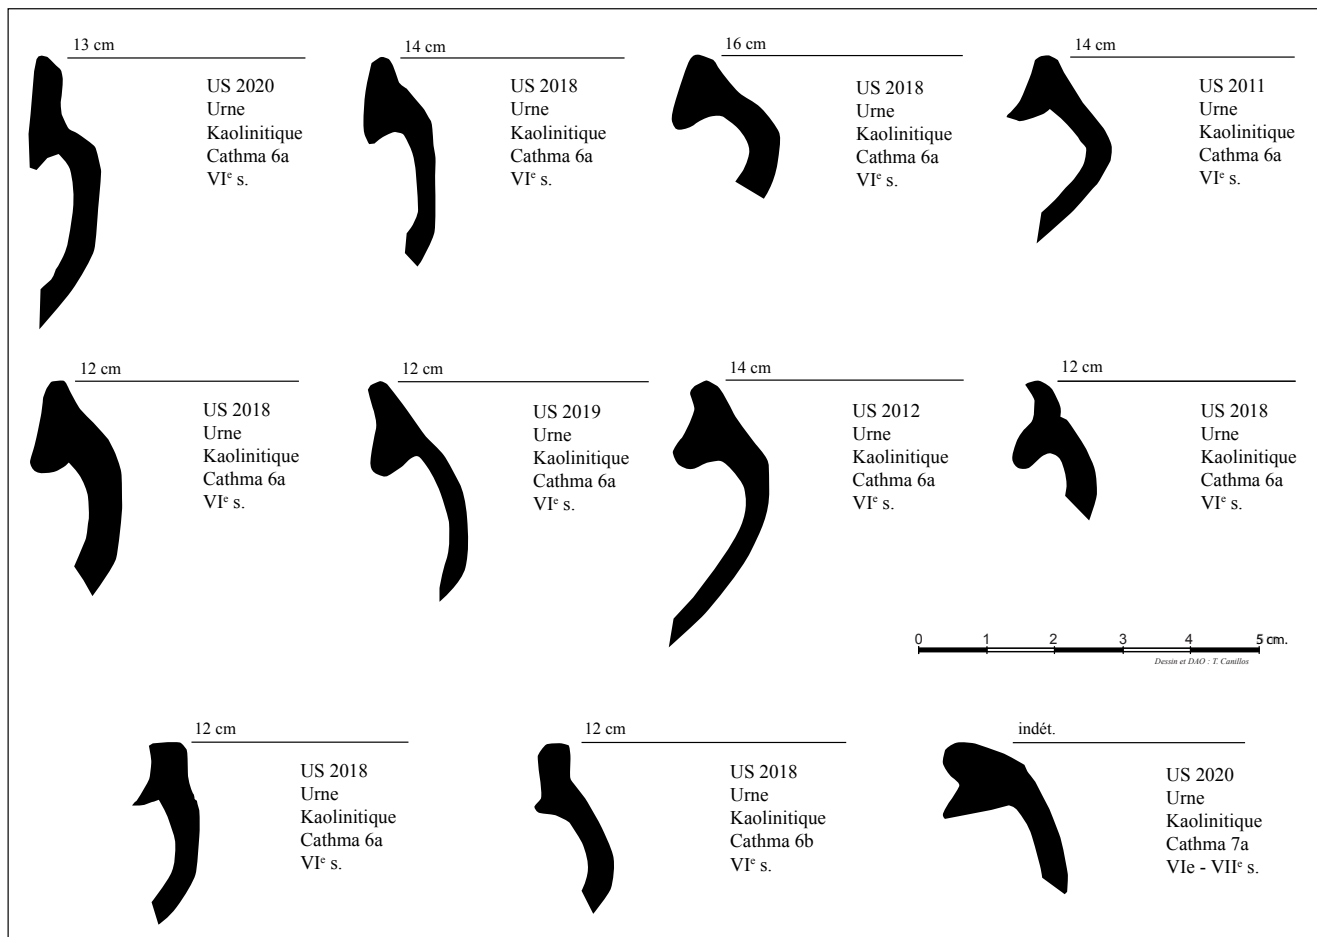 13 cm
US 2020
Urne
Kaolinitique
Cathma 6a
VIᵉ s.
14 cm
US 2018
Urne
Kaolinitique
Cathma 6a
VIᵉ s.
16 cm
US 2018
Urne
Kaolinitique
Cathma 6a
VIᵉ s.
14 cm
US 2011
Urne
Kaolinitique
Cathma 6a
VIᵉ s.
12 cm
US 2018
Urne
Kaolinitique
Cathma 6a
VIᵉ s.
12 cm
US 2019
Urne
Kaolinitique
Cathma 6a
VIᵉ s.
14 cm
US 2012
Urne
Kaolinitique
Cathma 6a
VIᵉ s.
12 cm
US 2018
Urne
Kaolinitique
Cathma 6a
VIᵉ s.
0 1 2 3 4 5 cm.
Dessin et DAO : T. Canillos
12 cm
US 2018
Urne
Kaolinitique
Cathma 6a
VIᵉ s.
12 cm
US 2018
Urne
Kaolinitique
Cathma 6b
VIᵉ s.
indét.
US 2020
Urne
Kaolinitique
Cathma 7a
VIe - VIIᵉ s.